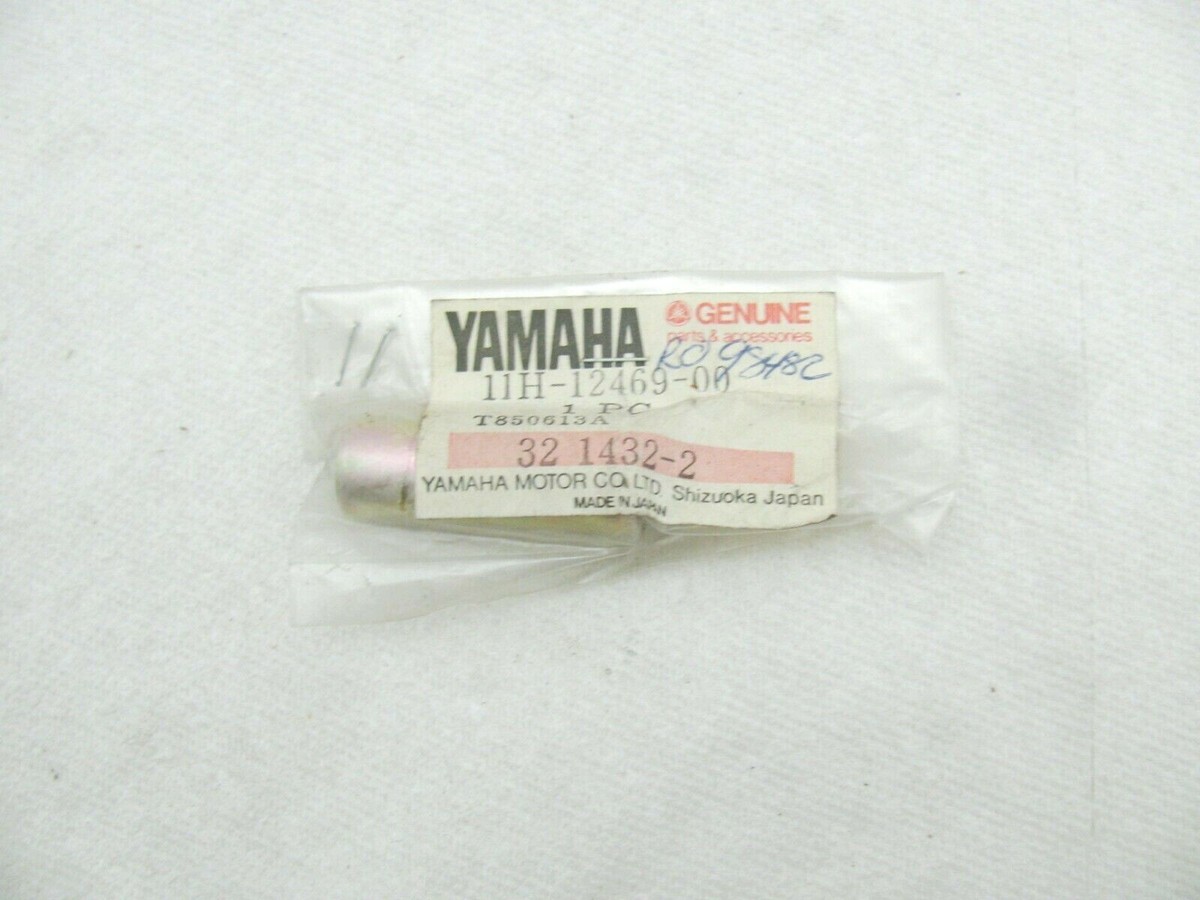 11
YAMAHA GENUINE
parts & accessories
11H-12469-00
1 PC
T850613A
32 1432-2
YAMAHA MOTOR CO., LTD. Shizuoka Japan
MADE IN JAPAN